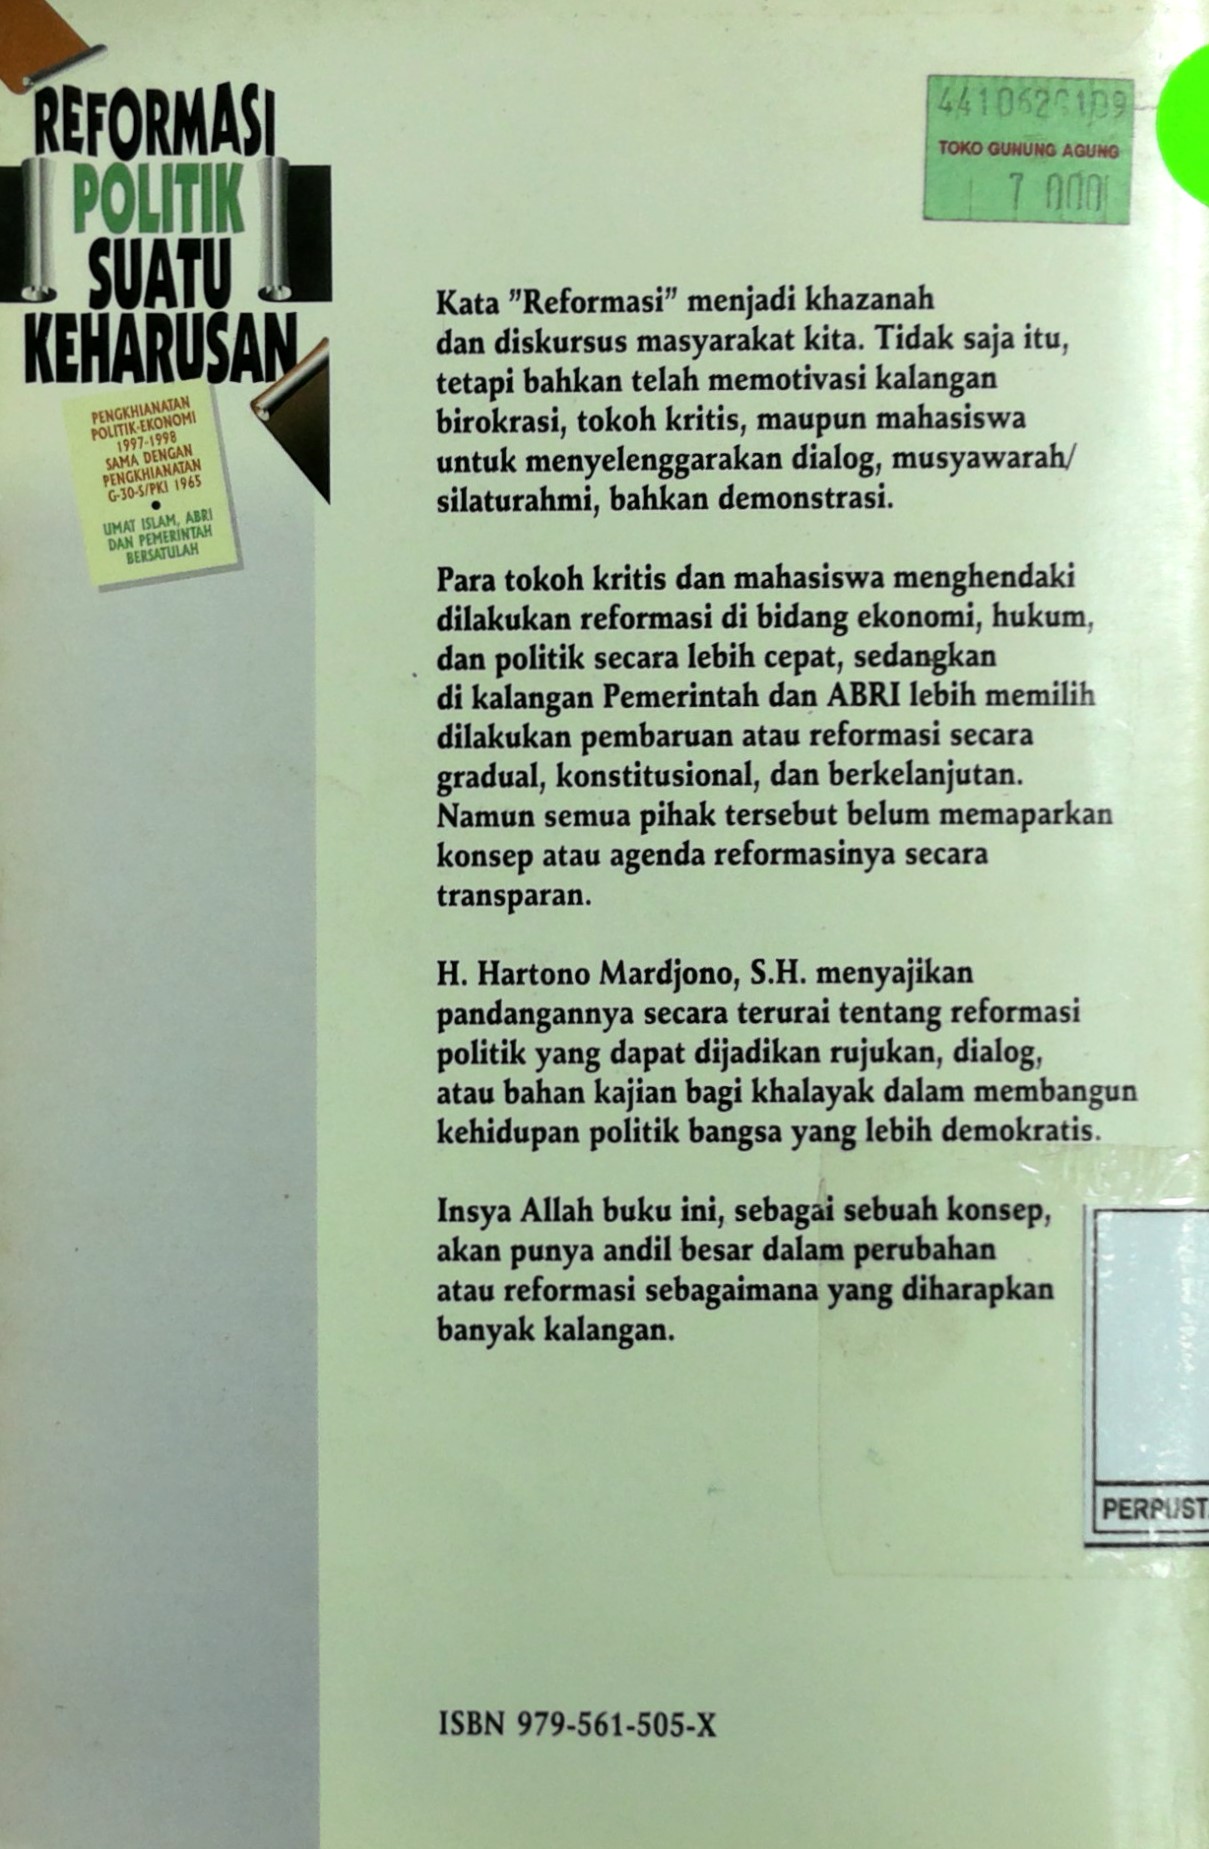 REFORMASI
POLITIK
SUATU
KEHARUSAN
PENGKHIANATAN
POLITIK-EKONOMI
1997-1998
SAMA DENGAN
PENGKHIANATAN
G-30-S/PKI 1965
•
UMAT ISLAM, ABRI
DAN PEMERINTAH
BERSATULAH
TOKO GUNUNG AGUNG
7 000
Kata ”Reformasi” menjadi khazanah
dan diskursus masyarakat kita. Tidak saja itu,
tetapi bahkan telah memotivasi kalangan
birokrasi, tokoh kritis, maupun mahasiswa
untuk menyelenggarakan dialog, musyawarah/
silaturahmi, bahkan demonstrasi.
Para tokoh kritis dan mahasiswa menghendaki
dilakukan reformasi di bidang ekonomi, hukum,
dan politik secara lebih cepat, sedangkan
di kalangan Pemerintah dan ABRI lebih memilih
dilakukan pembaruan atau reformasi secara
gradual, konstitusional, dan berkelanjutan.
Namun semua pihak tersebut belum memaparkan
konsep atau agenda reformasinya secara
transparan.
H. Hartono Mardjono, S.H. menyajikan
pandangannya secara terurai tentang reformasi
politik yang dapat dijadikan rujukan, dialog,
atau bahan kajian bagi khalayak dalam membangun
kehidupan politik bangsa yang lebih demokratis.
Insya Allah buku ini, sebagai sebuah konsep,
akan punya andil besar dalam perubahan
atau reformasi sebagaimana yang diharapkan
banyak kalangan.
PERPUST
ISBN 979-561-505-X